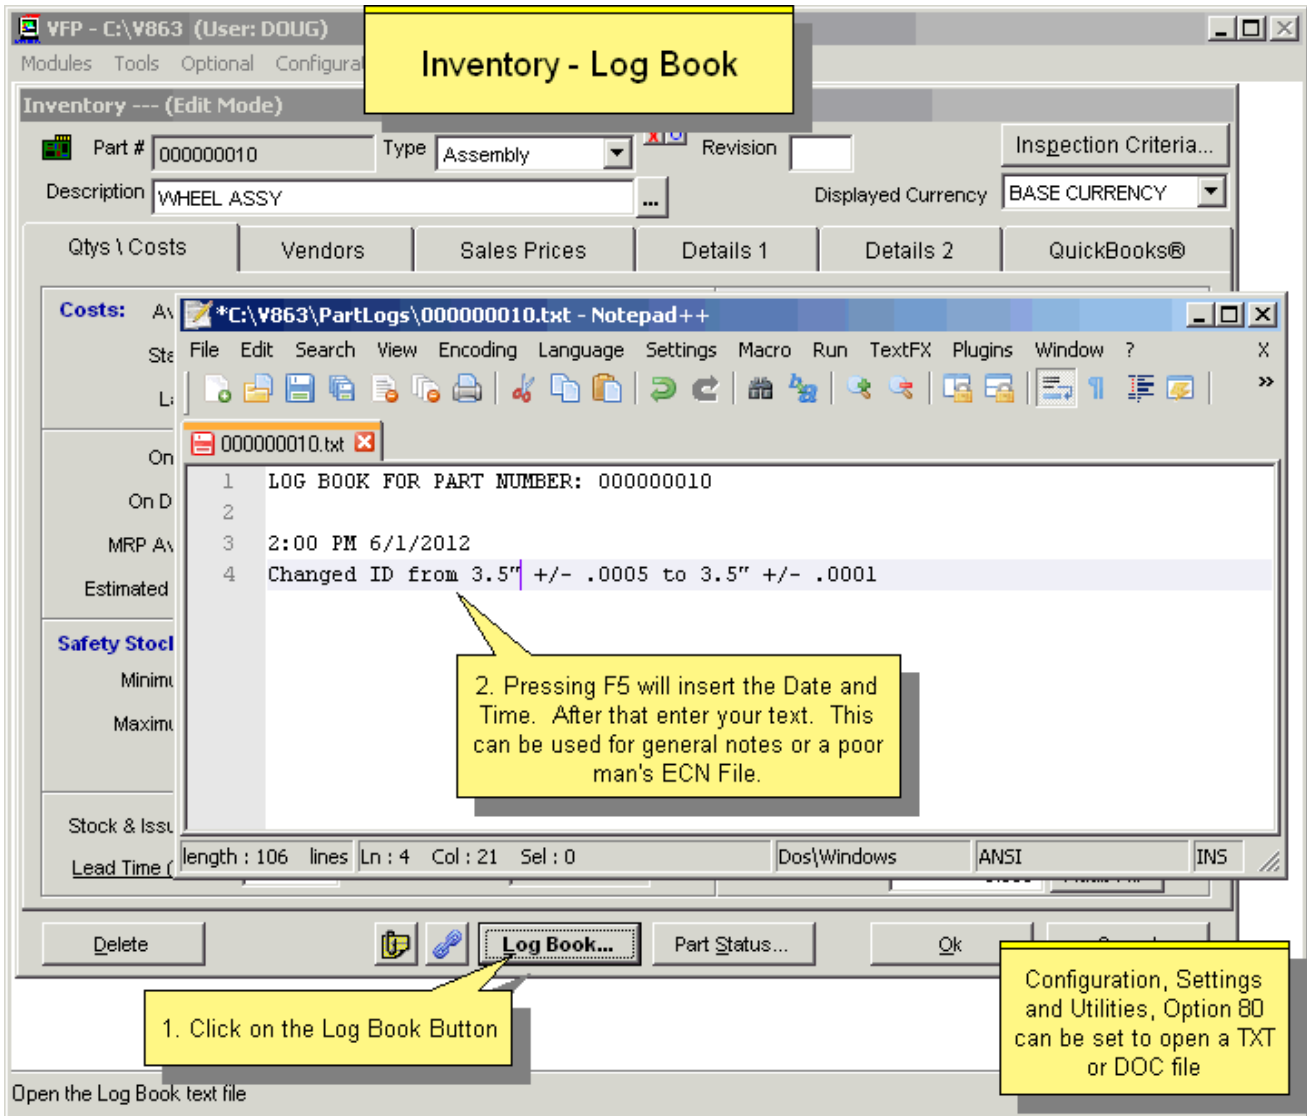 VFP - C:\V863 (User: DOUG)
Inventory - Log Book
Modules Tools Optional
Inventory --- (Edit Mode)
Part # 000000010 Type Assembly Revision Inspection Criteria...
Description WHEEL ASSY ... Displayed Currency BASE CURRENCY
Qtys \ Costs Vendors Sales Prices Details 1 Details 2 QuickBooks®
Costs:
*C:\V863\PartLogs\000000010.txt - Notepad++
File Edit Search View Encoding Language Settings Macro Run TextFX Plugins Window ? X
000000010.txt
1 LOG BOOK FOR PART NUMBER: 000000010
2
3 2:00 PM 6/1/2012
4 Changed ID from 3.5" +/- .0005 to 3.5" +/- .0001
On
On D
MRP Av
Estimated
Safety Stock
Minimu
Maximu
2. Pressing F5 will insert the Date and
Time. After that enter your text. This
can be used for general notes or a poor
man's ECN File.
Stock & Issu
Lead Time (
length : 106 lines Ln : 4 Col : 21 Sel : 0 Dos\Windows ANSI INS
Delete Log Book... Part Status... Ok
1. Click on the Log Book Button
Configuration, Settings
and Utilities, Option 80
can be set to open a TXT
or DOC file
Open the Log Book text file